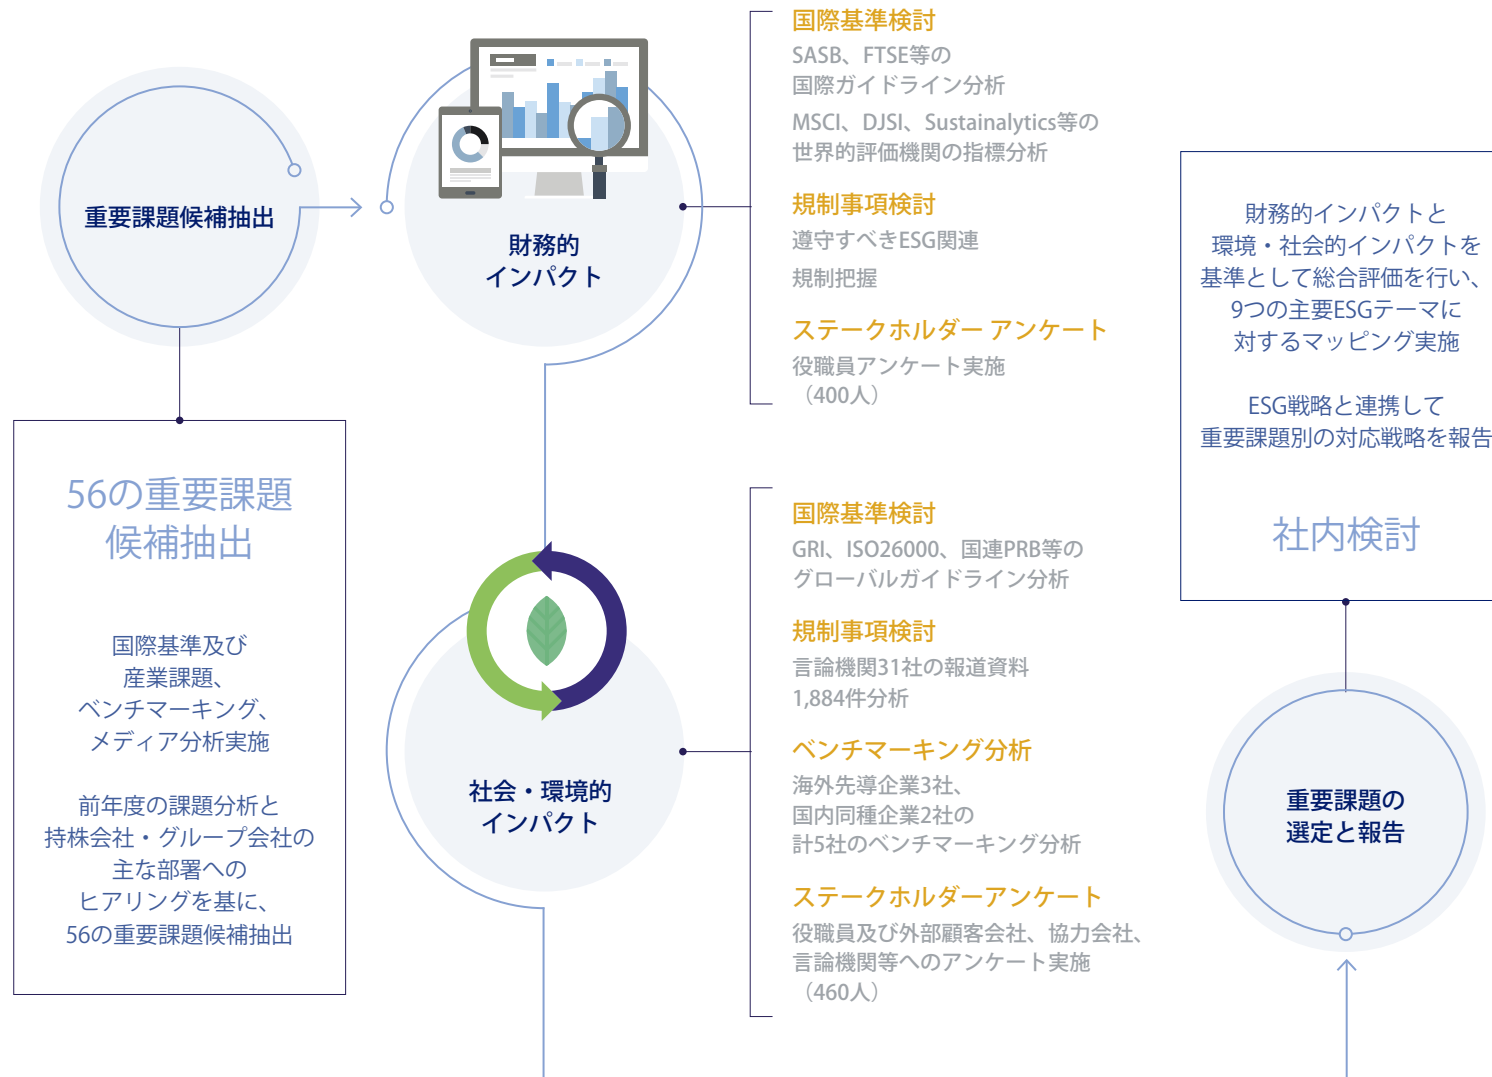 重要課題候補抽出
56の重要課題
候補抽出
国際基準及び
産業課題、
ベンチマーキング、
メディア分析実施
前年度の課題分析と
持株会社・グループ会社の
主な部署への
ヒアリングを基に、
56の重要課題候補抽出
財務的
インパクト
国際基準検討
SASB、FTSE等の
国際ガイドライン分析
MSCI、DJSI、Sustainalytics等の
世界的評価機関の指標分析
規制事項検討
遵守すべきESG関連
規制把握
ステークホルダー アンケート
役職員アンケート実施
（400人）
社会・環境的
インパクト
国際基準検討
GRI、ISO26000、国連PRB等の
グローバルガイドライン分析
規制事項検討
言論機関31社の報道資料
1,884件分析
ベンチマーキング分析
海外先導企業3社、
国内同種企業2社の
計5社のベンチマーキング分析
ステークホルダーアンケート
役職員及び外部顧客会社、協力会社、
言論機関等へのアンケート実施
（460人）
財務的インパクトと
環境・社会的インパクトを
基準として総合評価を行い、
9つの主要ESGテーマに
対するマッピング実施
ESG戦略と連携して
重要課題別の対応戦略を報告
社内検討
重要課題の
選定と報告